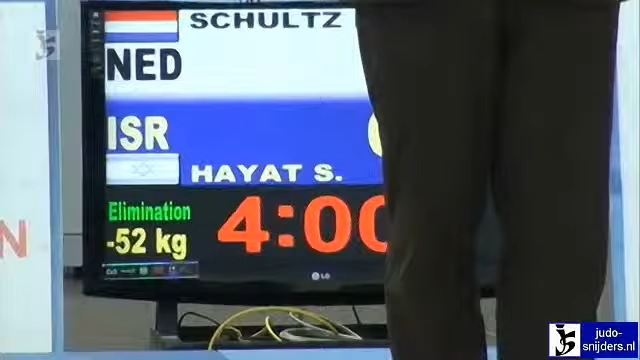 SCHULTZ
NED
ISR
HAYAT S.
Elimination
-52 kg
4:00
LG
N
judo-
snijders.nl